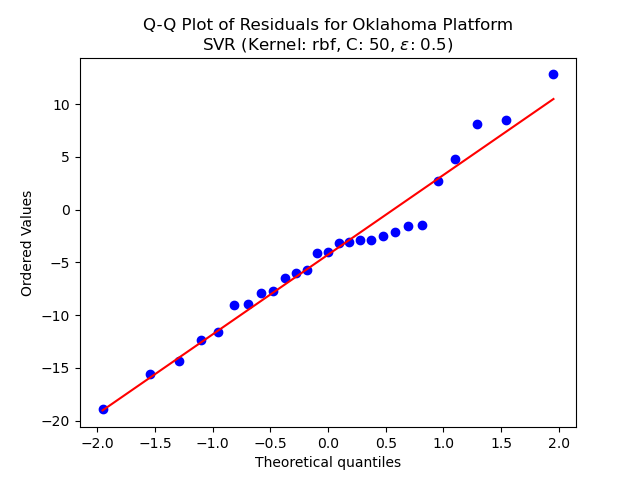 Q-Q Plot of Residuals for Oklahoma Platform
SVR (Kernel: rbf, C: 50, ε: 0.5)
Ordered Values
10
5
0
−5
−10
−15
−20
−2.0 −1.5 −1.0 −0.5 0.0 0.5 1.0 1.5 2.0
Theoretical quantiles